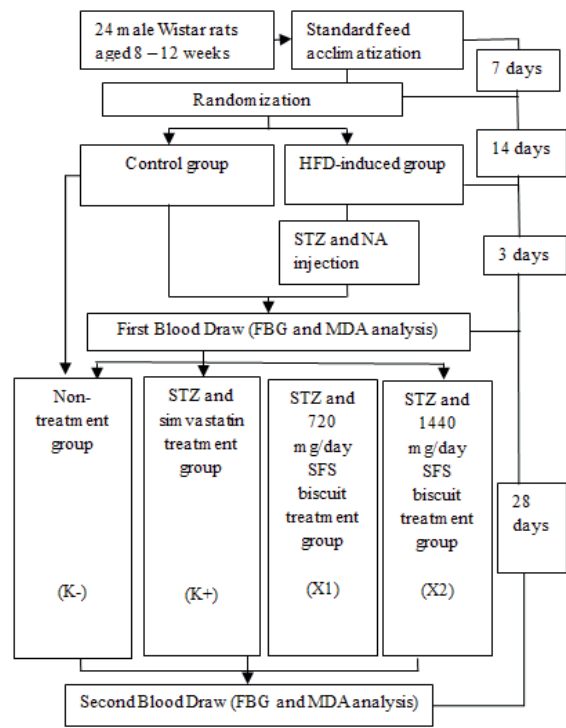 24 male Wistar rats
aged 8 – 12 weeks
Standard feed
acclimatization
7 days
Randomization
14 days
Control group
HFD-induced group
STZ and NA
injection
3 days
First Blood Draw (FBG and MDA analysis)
Non-
treatment
group
(K-)
STZ and
simvastatin
treatment
group
(K+)
STZ and 720
mg/day
SFS
biscuit
treatment
group
(X1)
STZ and
1440
mg/day
SFS
biscuit
treatment
group
(X2)
28
days
Second Blood Draw (FBG and MDA analysis)